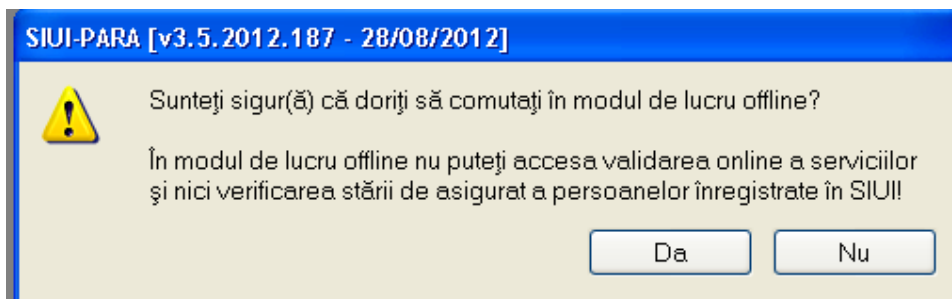 SIUI-PARA [v3.5.2012.187 - 28/08/2012]
Sunteţi sigur(ă) că doriţi să comutaţi în modul de lucru offline?
În modul de lucru offline nu puteţi accesa validarea online a serviciilor
şi nici verificarea stării de asigurat a persoanelor înregistrate în SIUI!
Da Nu